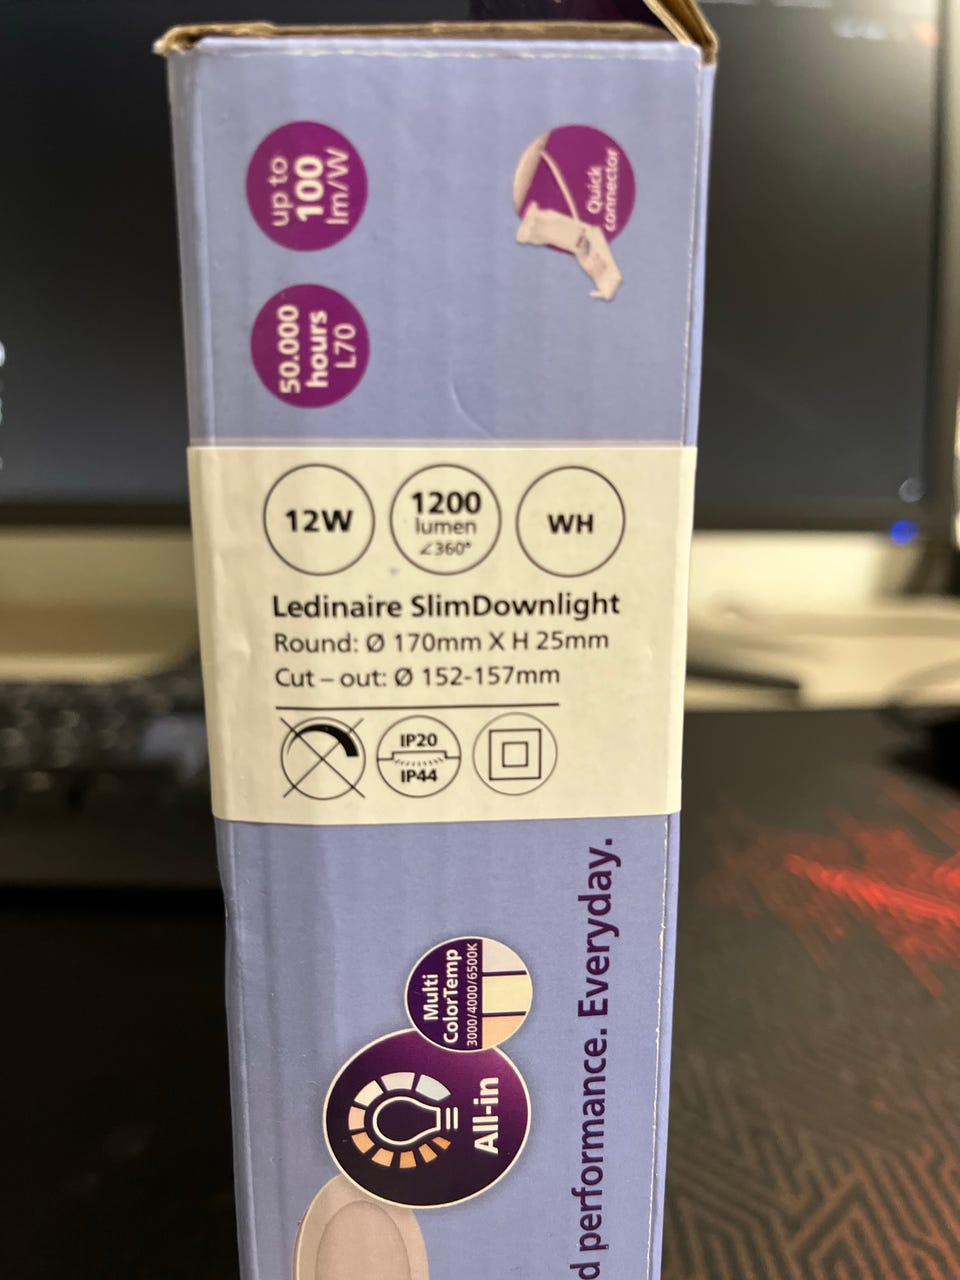 up to
100
lm/W
Quick
connector
50.000
hours
L70
12W
1200
lumen
∠360°
WH
Ledinaire SlimDownlight
Round: Ø 170mm X H 25mm
Cut – out: Ø 152-157mm
IP20
IP44
Multi
ColorTemp
3000/4000/6500K
All-in
d performance. Everyday.